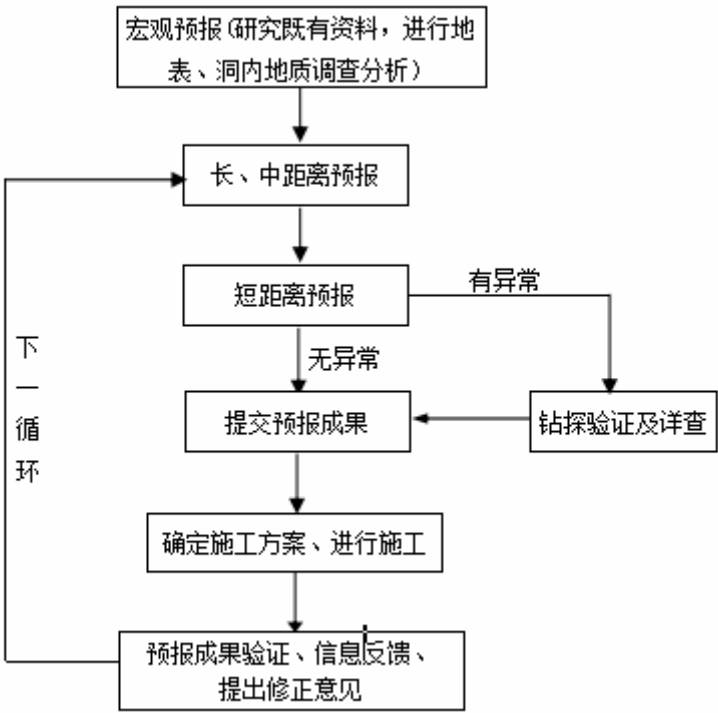 宏观预报(研究既有资料，进行地
表、洞内地质调查分析）
长、中距离预报
短距离预报
有异常
无异常
下
一
循
环
提交预报成果
钻探验证及详查
确定施工方案、进行施工
预报成果验证、信息反馈、
提出修正意见